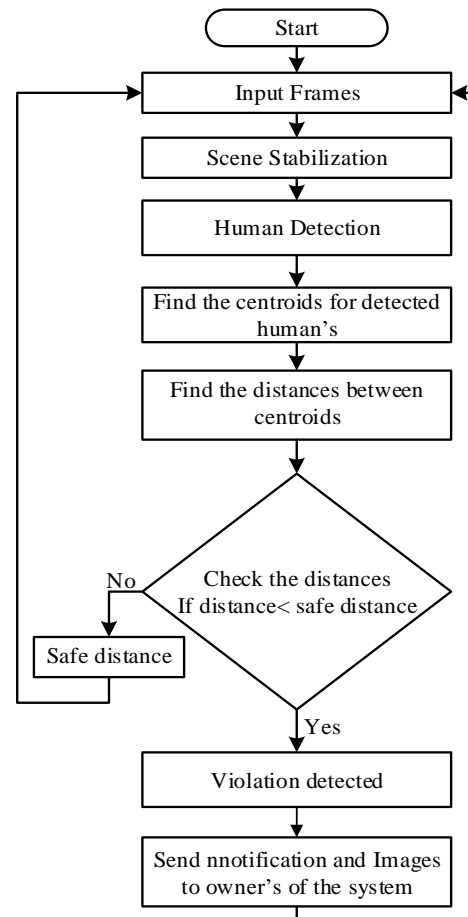 Start
Input Frames
Scene Stabilization
Human Detection
Find the centroids for detected
human's
Find the distances between
centroids
Check the distances
If distance< safe distance
No
Safe distance
Yes
Violation detected
Send nnotification and Images
to owner's of the system